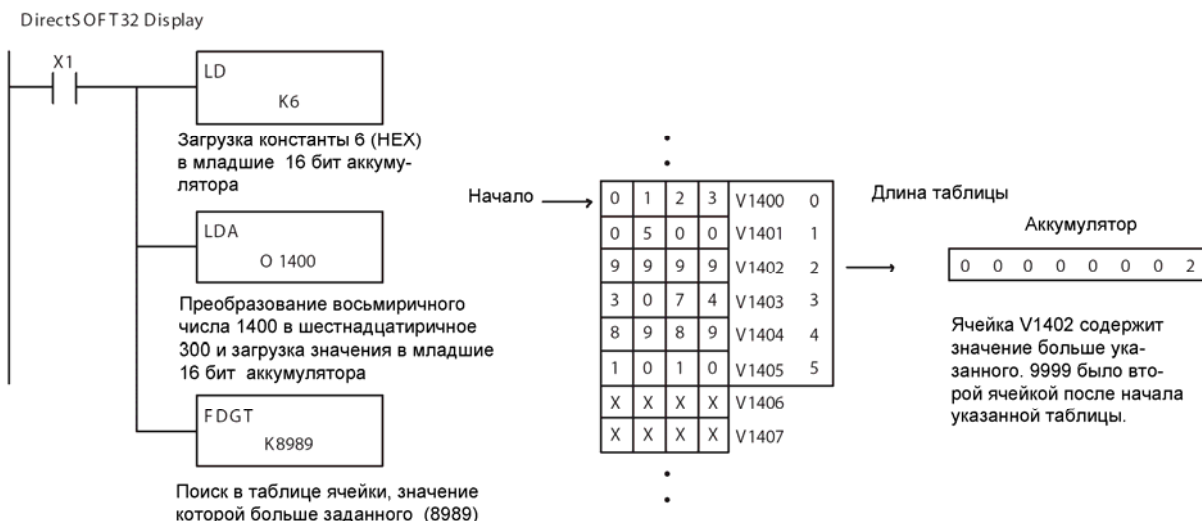 DirectSOFT32 Display
X1
LD
K6
Загрузка константы 6 (HEX)
в младшие 16 бит аккуму-
лятора
LDA
O 1400
Преобразование восьмиричного
числа 1400 в шестнадцатиричное
300 и загрузка значения в младшие
16 бит аккумулятора
FDGT
K8989
Поиск в таблице ячейки, значение
которой больше заданного (8989)
Начало
0 1 2 3 V1400 0
0 5 0 0 V1401 1
9 9 9 9 V1402 2
3 0 7 4 V1403 3
8 9 8 9 V1404 4
1 0 1 0 V1405 5
X X X X V1406
X X X X V1407
Длина таблицы
Аккумулятор
0 0 0 0 0 0 0 2
Ячейка V1402 содержит
значение больше ука-
занного. 9999 было вто-
рой ячейкой после начала
указанной таблицы.